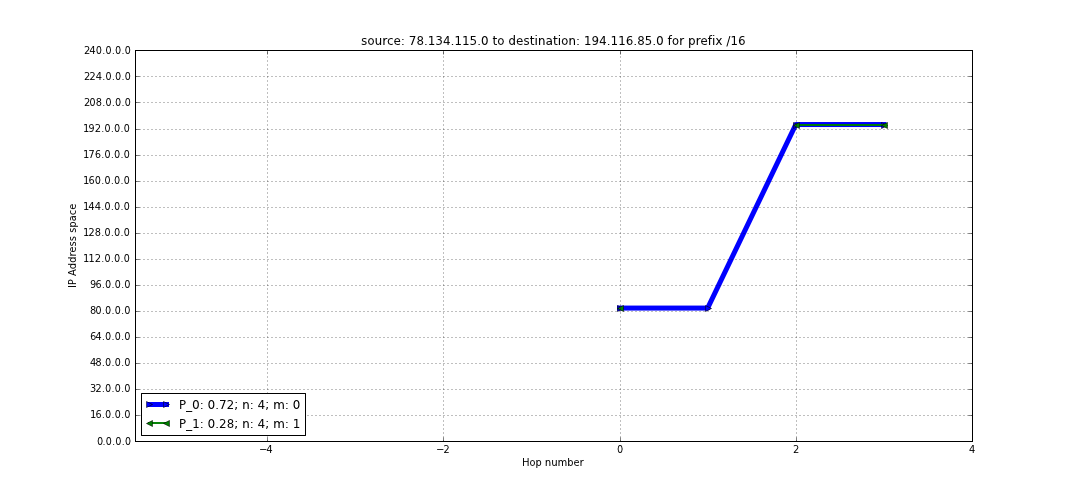 source: 78.134.115.0 to destination: 194.116.85.0 for prefix /16
240.0.0.0
224.0.0.0
208.0.0.0
192.0.0.0
176.0.0.0
160.0.0.0
144.0.0.0
128.0.0.0
112.0.0.0
96.0.0.0
80.0.0.0
64.0.0.0
48.0.0.0
32.0.0.0
16.0.0.0
0.0.0.0
IP Address space
P_0: 0.72; n: 4; m: 0
P_1: 0.28; n: 4; m: 1
−4 −2 0 2 4
Hop number